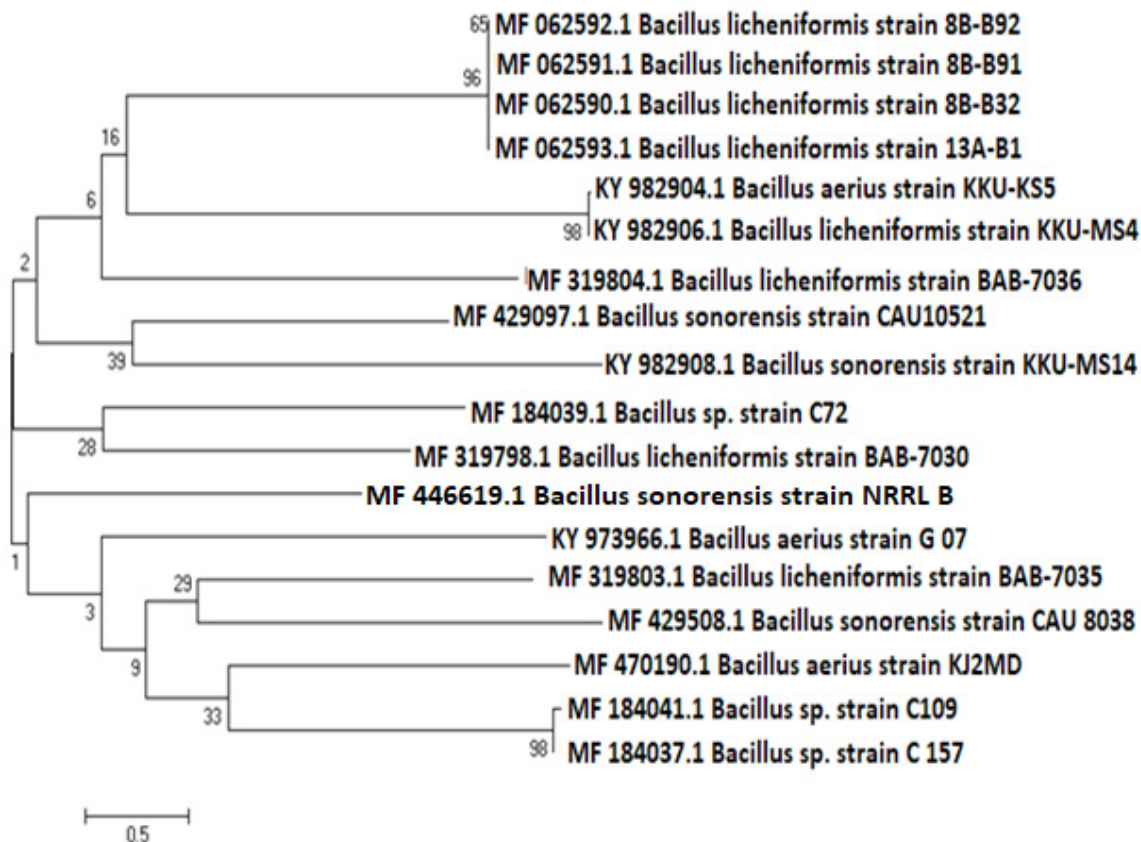 65 MF 062592.1 Bacillus licheniformis strain 8B-B92
MF 062591.1 Bacillus licheniformis strain 8B-B91
96
MF 062590.1 Bacillus licheniformis strain 8B-B32
16
MF 062593.1 Bacillus licheniformis strain 13A-B1
KY 982904.1 Bacillus aerius strain KKU-KS5
6
98 KY 982906.1 Bacillus licheniformis strain KKU-MS4
2
MF 319804.1 Bacillus licheniformis strain BAB-7036
MF 429097.1 Bacillus sonorensis strain CAU10521
39
KY 982908.1 Bacillus sonorensis strain KKU-MS14
MF 184039.1 Bacillus sp. strain C72
28
MF 319798.1 Bacillus licheniformis strain BAB-7030
MF 446619.1 Bacillus sonorensis strain NRRL B
1
KY 973966.1 Bacillus aerius strain G 07
29
MF 319803.1 Bacillus licheniformis strain BAB-7035
3
MF 429508.1 Bacillus sonorensis strain CAU 8038
9
MF 470190.1 Bacillus aerius strain KJ2MD
33
MF 184041.1 Bacillus sp. strain C109
98 MF 184037.1 Bacillus sp. strain C 157
0.5